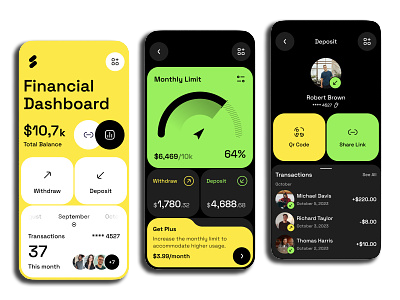 Financial
Dashboard
$10,7k
Total Balance
Withdraw
Deposit
September
8
Transactions
**** 4527
37
This month
+7
Monthly Limit
$6,469/10k
64%
Withdraw
Deposit
$1,780.32
$4,688.68
Get Plus
Increase the monthly limit to
accommodate higher usage.
$3.99/month
Deposit
Robert Brown
**** 4527
Qr Code
Share Link
Transactions
See All
October
Michael Davis
October 5, 2023
+$220.00
Richard Taylor
October 5, 2023
-$8.00
Thomas Harris
October 5, 2023
+$10.00